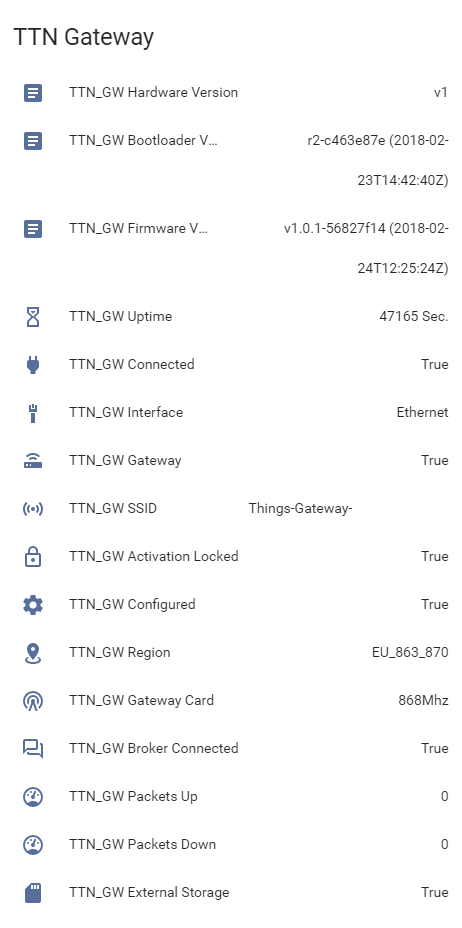 TTN Gateway
TTN_GW Hardware Version v1
TTN_GW Bootloader V... r2-c463e87e (2018-02-
23T14:42:40Z)
TTN_GW Firmware V... v1.0.1-56827f14 (2018-02-
24T12:25:24Z)
TTN_GW Uptime 47165 Sec.
TTN_GW Connected True
TTN_GW Interface Ethernet
TTN_GW Gateway True
TTN_GW SSID Things-Gateway-
TTN_GW Activation Locked True
TTN_GW Configured True
TTN_GW Region EU_863_870
TTN_GW Gateway Card 868Mhz
TTN_GW Broker Connected True
TTN_GW Packets Up 0
TTN_GW Packets Down 0
TTN_GW External Storage True